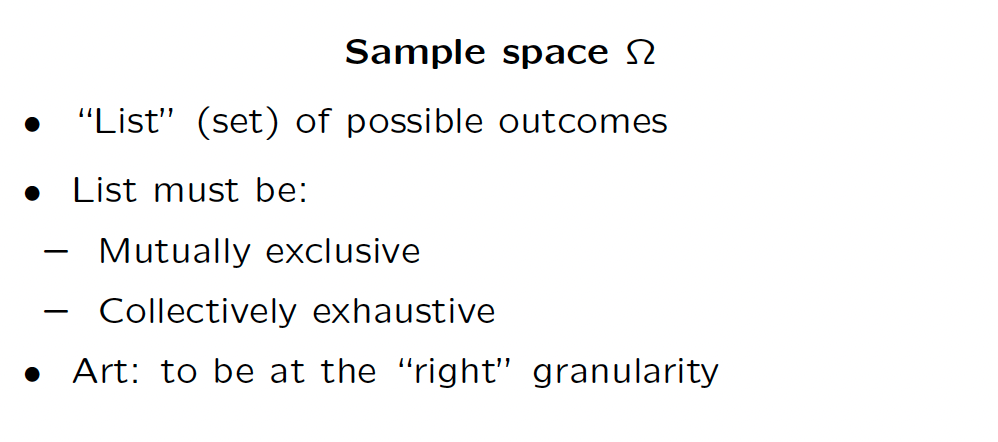 Sample space Ω
• “List” (set) of possible outcomes
• List must be:
– Mutually exclusive
– Collectively exhaustive
• Art: to be at the “right” granularity